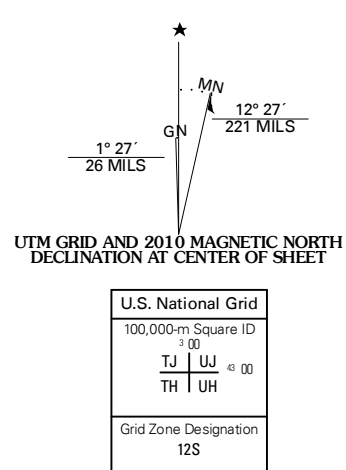 ★
MN
GN
12° 27´
221 MILS
1° 27´
26 MILS
UTM GRID AND 2010 MAGNETIC NORTH
DECLINATION AT CENTER OF SHEET
U.S. National Grid
100,000-m Square ID
3 00
TJ UJ
43 00
TH UH
Grid Zone Designation
12S